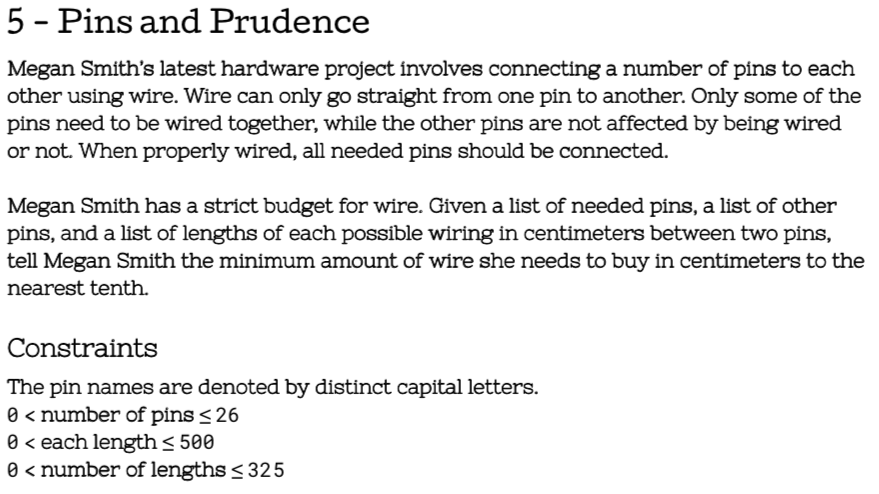 5 - Pins and Prudence
Megan Smith's latest hardware project involves connecting a number of pins to each
other using wire. Wire can only go straight from one pin to another. Only some of the
pins need to be wired together, while the other pins are not affected by being wired
or not. When properly wired, all needed pins should be connected.
Megan Smith has a strict budget for wire. Given a list of needed pins, a list of other
pins, and a list of lengths of each possible wiring in centimeters between two pins,
tell Megan Smith the minimum amount of wire she needs to buy in centimeters to the
nearest tenth.
Constraints
The pin names are denoted by distinct capital letters.
0 < number of pins ≤ 26
0 < each length ≤ 500
0 < number of lengths ≤ 325